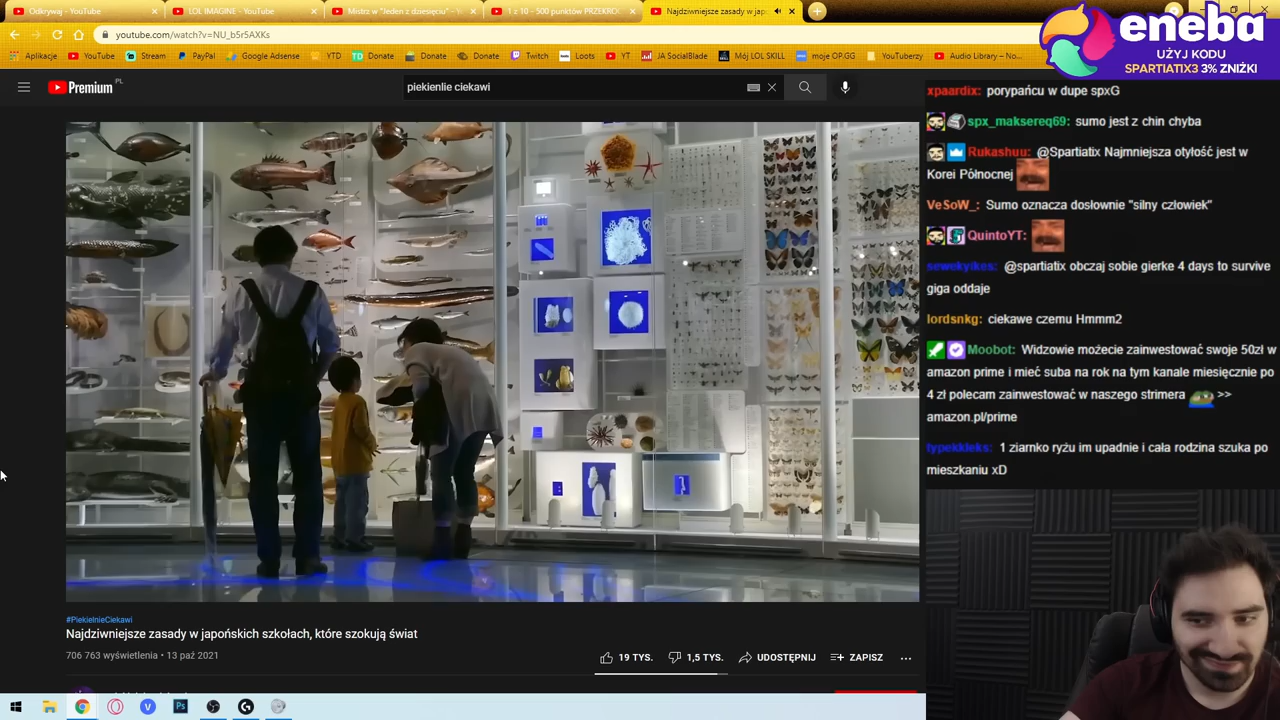 Odkrywaj - YouTube
LOL IMAGINE - YouTube
Mistrz w "Jeden z dziesięciu" - Y
1 z 10 - 500 punktów PRZEKRO
Najdziwniejsze zasady w jap
youtube.com/watch?v=NU_b5r5AXKs
Aplikacje
YouTube
Stream
PayPal
Google Adsense
YTD
Donate
Donate
Donate
Twitch
Loots
YT
JA SocialBlade
Mój LOL SKILL
moje OP.GG
YouTuberzy
Audio Library – No...
eneba
UŻYJ KODU
SPARTIATIX3 3% ZNIŻKI
Premium PL
piekienlie ciekawi
xpaardix: porypańcu w dupe spxG
spx_maksereq69: sumo jest z chin chyba
Rukashuu: @Spartiatix Najmniejsza otyłość jest w
Korei Północnej
VeSoW_: Sumo oznacza dosłownie "silny człowiek"
QuintoYT:
sewekyikes: @spartiatix obczaj sobie gierke 4 days to survive
giga oddaje
lordsnkg: ciekawe czemu Hmmm2
Moobot: Widzowie możecie zainwestować swoje 50zł w
amazon prime i mieć suba na rok na tym kanale miesięcznie po
4 zł polecam zainwestować w naszego strimera >>
amazon.pl/prime
typekkieks: 1 ziarnko ryżu im upadnie i cała rodzina szuka po
mieszkaniu xD
#PiekielnieCiekawi
Najdziwniejsze zasady w japońskich szkołach, które szokują świat
706 763 wyświetlenia • 13 paź 2021
19 TYS.
1,5 TYS.
UDOSTĘPNIJ
ZAPISZ